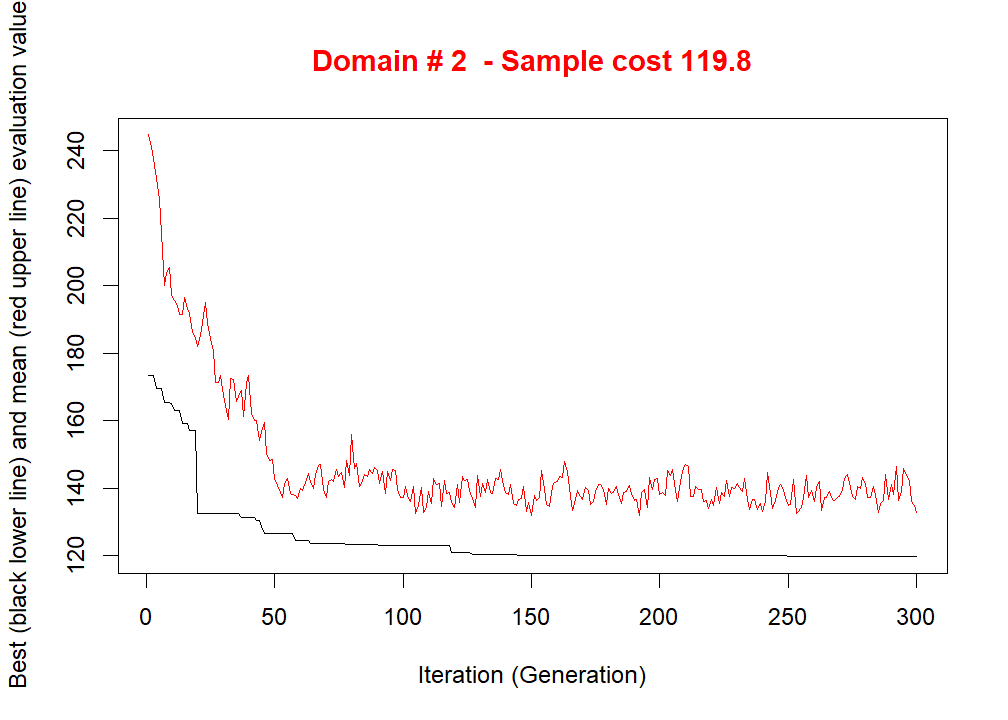 Domain # 2  - Sample cost 119.8
Best (black lower line) and mean (red upper line) evaluation value
240
220
200
180
160
140
120
0 50 100 150 200 250 300
Iteration (Generation)